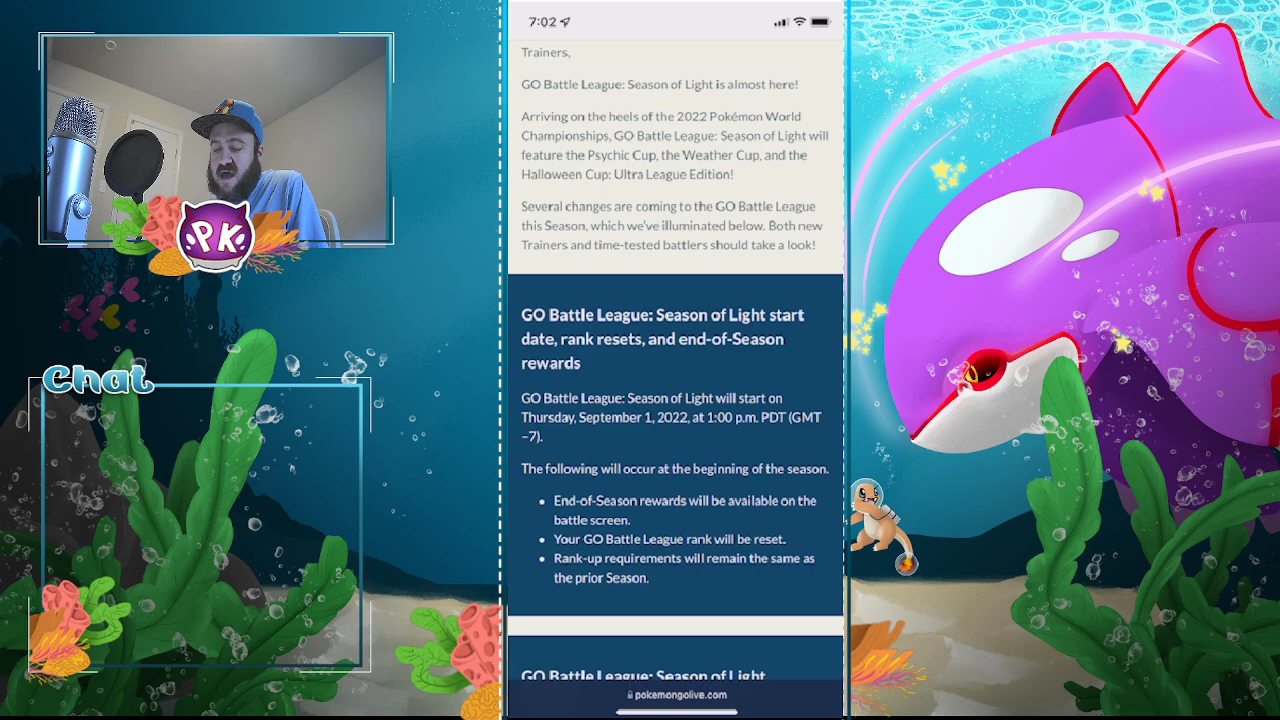 PK
Chat
7:02
Trainers,
GO Battle League: Season of Light is almost here!
Arriving on the heels of the 2022 Pokémon World
Championships, GO Battle League: Season of Light will
feature the Psychic Cup, the Weather Cup, and the
Halloween Cup: Ultra League Edition!
Several changes are coming to the GO Battle League
this Season, which we've illuminated below. Both new
Trainers and time-tested battlers should take a look!
GO Battle League: Season of Light start
date, rank resets, and end-of-Season
rewards
GO Battle League: Season of Light will start on
Thursday, September 1, 2022, at 1:00 p.m. PDT (GMT
−7).
The following will occur at the beginning of the season.
• End-of-Season rewards will be available on the
battle screen.
• Your GO Battle League rank will be reset.
• Rank-up requirements will remain the same as
the prior Season.
GO Battle League: Season of Light
pokemongolive.com